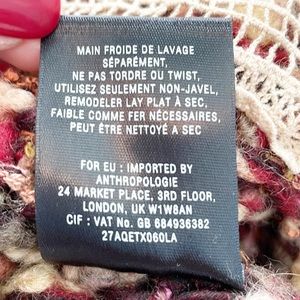 MAIN FROIDE DE LAVAGE
SÉPARÉMENT,
NE PAS TORDRE OU TWIST,
UTILISEZ SEULEMENT NON-JAVEL,
REMODELER LAY PLAT À SEC,
FAIBLE COMME FER NÉCESSAIRES,
PEUT ÊTRE NETTOYÉ A SEC
FOR EU : IMPORTED BY
ANTHROPOLOGIE
24 MARKET PLACE, 3RD FLOOR,
LONDON, UK W1W8AN
CIF : VAT No. GB 684936382
27AQETX060LA